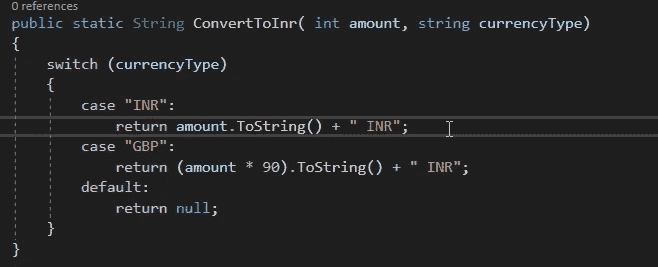 0 references
public static String ConvertToInr( int amount, string currencyType)
{
switch (currencyType)
{
case "INR":
return amount.ToString() + " INR";
case "GBP":
return (amount * 90).ToString() + " INR";
default:
return null;
}
}